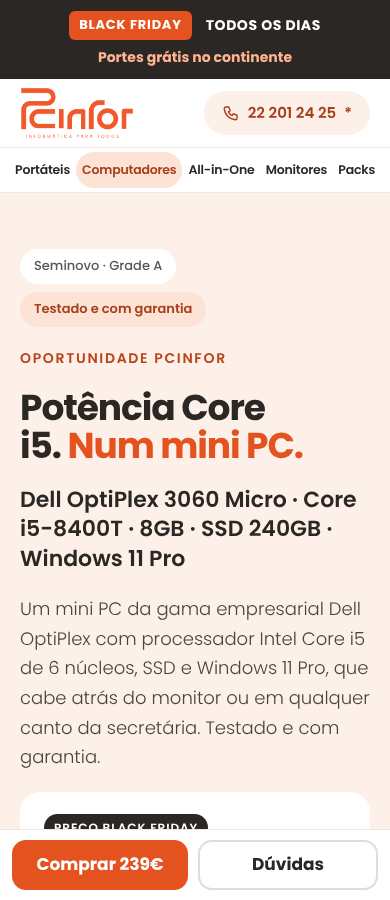 BLACK FRIDAY TODOS OS DIAS
Portes grátis no continente
PCinfor
INFORMÁTICA PARA TODOS
22 201 24 25 *
Portáteis Computadores All-in-One Monitores Packs
Seminovo · Grade A
Testado e com garantia
OPORTUNIDADE PCINFOR
Potência Core
i5. Num mini PC.
Dell OptiPlex 3060 Micro · Core
i5-8400T · 8GB · SSD 240GB ·
Windows 11 Pro
Um mini PC da gama empresarial Dell
OptiPlex com processador Intel Core i5
de 6 núcleos, SSD e Windows 11 Pro, que
cabe atrás do monitor ou em qualquer
canto da secretária. Testado e com
garantia.
PREÇO BLACK FRIDAY
Comprar 239€ Dúvidas